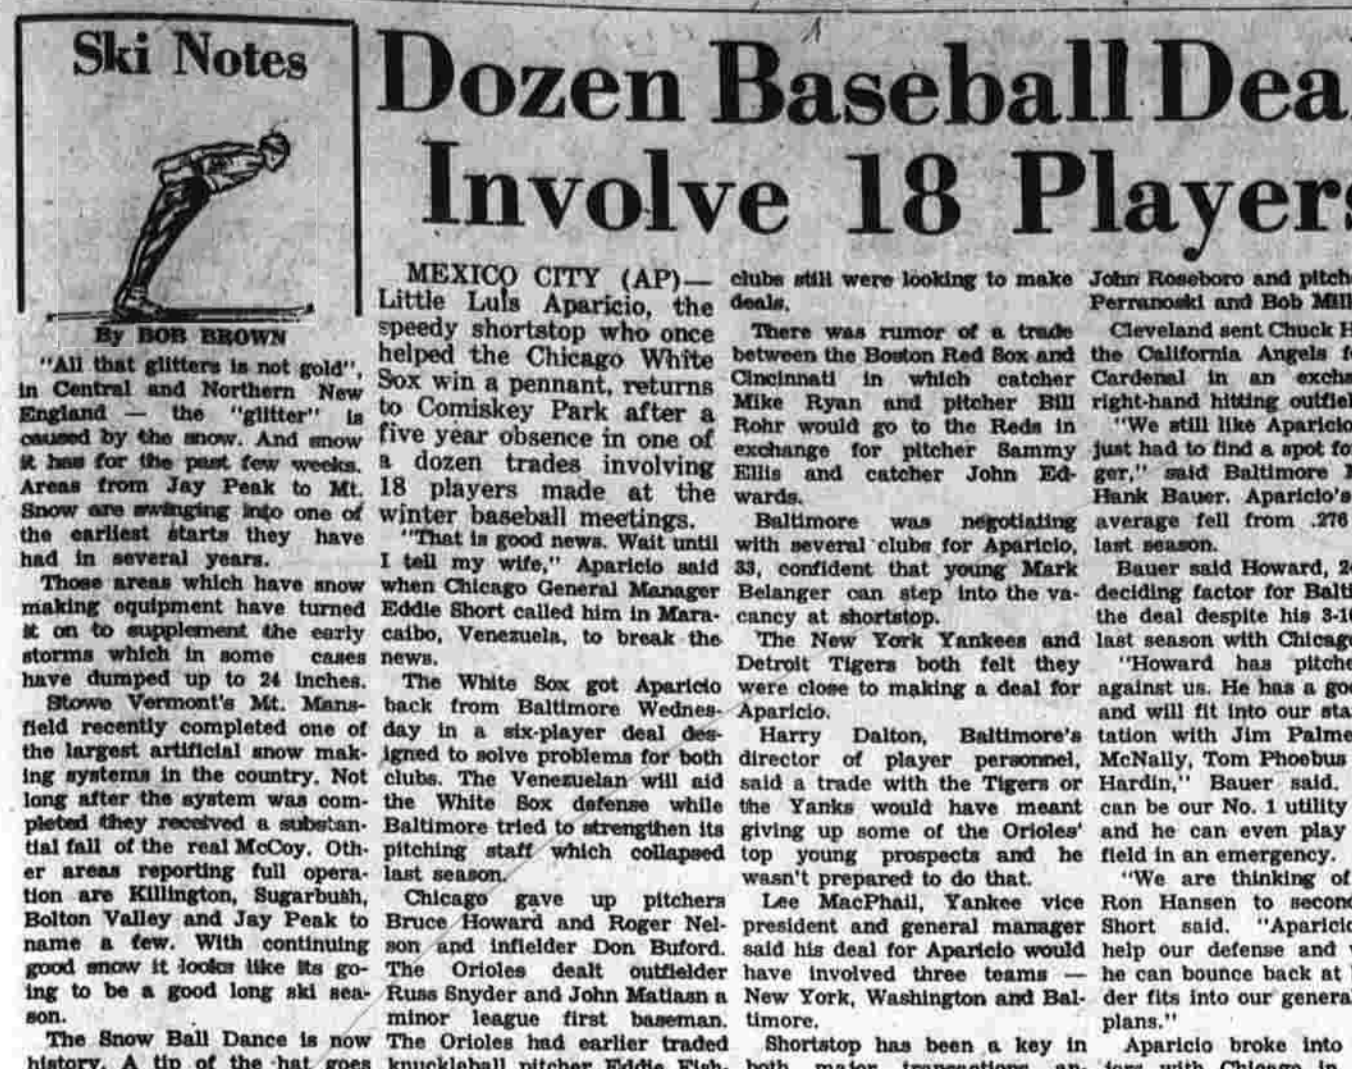 Ski Notes
By BOB BROWN
"All that glitters is not gold",
in Central and Northern New
England — the "glitter" is
caused by the snow. And snow
it has for the past few weeks.
Areas from Jay Peak to Mt.
Snow are swinging into one of
the earliest starts they have
had in several years.
Those areas which have snow
making equipment have turned
it on to supplement the early
storms which in some cases
have dumped up to 24 inches.
Stowe Vermont's Mt. Mans-
field recently completed one of
the largest artificial snow mak-
ing systems in the country. Not
long after the system was com-
pleted they received a substan-
tial fall of the real McCoy. Oth-
er areas reporting full opera-
tion are Killington, Sugarbush,
Bolton Valley and Jay Peak to
name a few. With continuing
good snow it looks like its go-
ing to be a good long ski sea-
son.
The Snow Ball Dance is now
history. A tip of the hat goes
Dozen Baseball Dea
Involve 18 Players
MEXICO CITY (AP)—
Little Luis Aparicio, the
speedy shortstop who once
helped the Chicago White
Sox win a pennant, returns
to Comiskey Park after a
five year obsence in one of
a dozen trades involving
18 players made at the
winter baseball meetings.
"That is good news. Wait until
I tell my wife," Aparicio said
when Chicago General Manager
Eddie Short called him in Mara-
caibo, Venezuela, to break the
news.
The White Sox got Aparicio
back from Baltimore Wednes-
day in a six-player deal des-
igned to solve problems for both
clubs. The Venezuelan will aid
the White Sox defense while
Baltimore tried to strengthen its
pitching staff which collapsed
last season.
Chicago gave up pitchers
Bruce Howard and Roger Nel-
son and infielder Don Buford.
The Orioles dealt outfielder
Russ Snyder and John Matiasn a
minor league first baseman.
The Orioles had earlier traded
knuckleball pitcher Eddie Fish-
clubs still were looking to make
deals.
There was rumor of a trade
between the Boston Red Sox and
Cincinnati in which catcher
Mike Ryan and pitcher Bill
Rohr would go to the Reds in
exchange for pitcher Sammy
Ellis and catcher John Ed-
wards.
Baltimore was negotiating
with several clubs for Aparicio,
33, confident that young Mark
Belanger can step into the va-
cancy at shortstop.
The New York Yankees and
Detroit Tigers both felt they
were close to making a deal for
Aparicio.
Harry Dalton, Baltimore's
director of player personnel,
said a trade with the Tigers or
the Yanks would have meant
giving up some of the Orioles'
top young prospects and he
wasn't prepared to do that.
Lee MacPhail, Yankee vice
president and general manager
said his deal for Aparicio would
have involved three teams —
New York, Washington and Bal-
timore.
Shortstop has been a key in
both major transactions an-
John Roseboro and pitch
Perranoski and Bob Mill
Cleveland sent Chuck H
the California Angels f
Cardenal in an excha
right-hand hitting outfiel
"We still like Aparicio
just had to find a spot fo
ger," said Baltimore
Hank Bauer. Aparicio's
average fell from .276
last season.
Bauer said Howard, 24
deciding factor for Balti
the deal despite his 3-10
last season with Chicago
"Howard has pitche
against us. He has a goo
and will fit into our sta
tation with Jim Palme
McNally, Tom Phoebus
Hardin," Bauer said.
can be our No. 1 utility
and he can even play
field in an emergency.
"We are thinking of
Ron Hansen to second
Short said. "Aparicio
help our defense and
he can bounce back at
der fits into our general
plans."
Aparicio broke into
jors with Chicago in